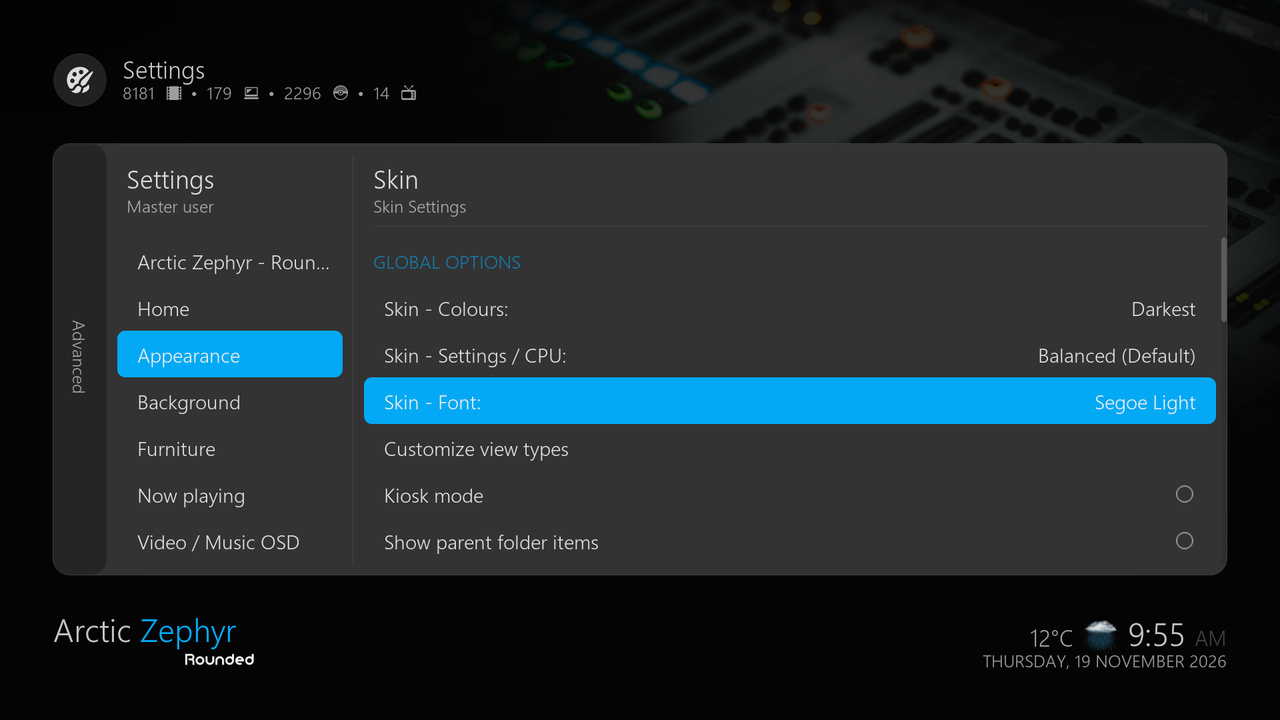 Settings
8181 • 179 • 2296 • 14
Advanced
Settings
Master user
Arctic Zephyr - Roun...
Home
Appearance
Background
Furniture
Now playing
Video / Music OSD
Skin
Skin Settings
GLOBAL OPTIONS
Skin - Colours: Darkest
Skin - Settings / CPU: Balanced (Default)
Skin - Font: Segoe Light
Customize view types
Kiosk mode
Show parent folder items
Arctic Zephyr
Rounded
12°C 9:55 AM
THURSDAY, 19 NOVEMBER 2026